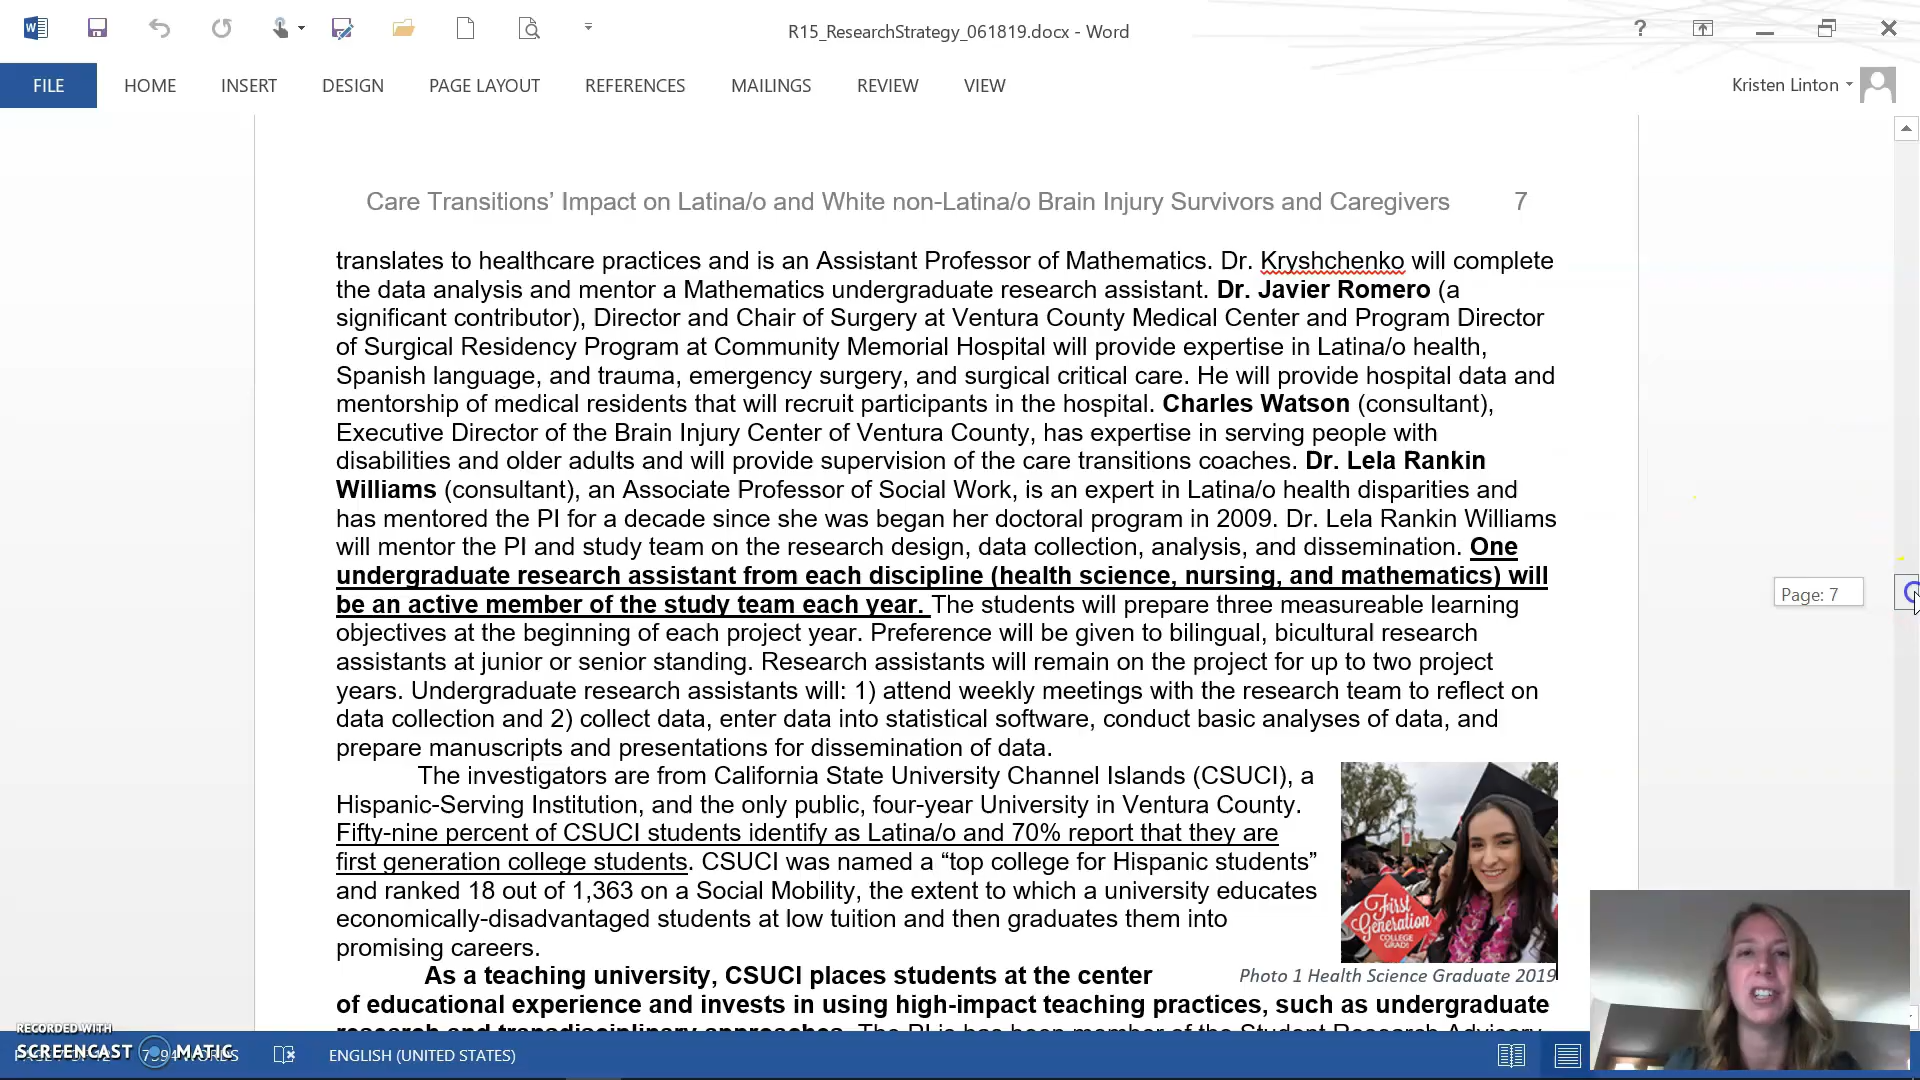 R15_ResearchStrategy_061819.docx - Word
?
FILE
HOME
INSERT
DESIGN
PAGE LAYOUT
REFERENCES
MAILINGS
REVIEW
VIEW
Kristen Linton
Care Transitions’ Impact on Latina/o and White non-Latina/o Brain Injury Survivors and Caregivers 7
translates to healthcare practices and is an Assistant Professor of Mathematics. Dr. Kryshchenko will complete
the data analysis and mentor a Mathematics undergraduate research assistant. Dr. Javier Romero (a
significant contributor), Director and Chair of Surgery at Ventura County Medical Center and Program Director
of Surgical Residency Program at Community Memorial Hospital will provide expertise in Latina/o health,
Spanish language, and trauma, emergency surgery, and surgical critical care. He will provide hospital data and
mentorship of medical residents that will recruit participants in the hospital. Charles Watson (consultant),
Executive Director of the Brain Injury Center of Ventura County, has expertise in serving people with
disabilities and older adults and will provide supervision of the care transitions coaches. Dr. Lela Rankin
Williams (consultant), an Associate Professor of Social Work, is an expert in Latina/o health disparities and
has mentored the PI for a decade since she was began her doctoral program in 2009. Dr. Lela Rankin Williams
will mentor the PI and study team on the research design, data collection, analysis, and dissemination. One
undergraduate research assistant from each discipline (health science, nursing, and mathematics) will
be an active member of the study team each year. The students will prepare three measureable learning
objectives at the beginning of each project year. Preference will be given to bilingual, bicultural research
assistants at junior or senior standing. Research assistants will remain on the project for up to two project
years. Undergraduate research assistants will: 1) attend weekly meetings with the research team to reflect on
data collection and 2) collect data, enter data into statistical software, conduct basic analyses of data, and
prepare manuscripts and presentations for dissemination of data.
Page: 7
The investigators are from California State University Channel Islands (CSUCI), a
Hispanic-Serving Institution, and the only public, four-year University in Ventura County.
Fifty-nine percent of CSUCI students identify as Latina/o and 70% report that they are
first generation college students. CSUCI was named a “top college for Hispanic students”
and ranked 18 out of 1,363 on a Social Mobility, the extent to which a university educates
economically-disadvantaged students at low tuition and then graduates them into
promising careers.
First
Generation
COLLEGE
GRAD!
Photo 1 Health Science Graduate 2019
As a teaching university, CSUCI places students at the center
of educational experience and invests in using high-impact teaching practices, such as undergraduate
research and transdisciplinary approaches. The PI is has been member of the Student Research Advisory
RECORDED WITH
SCREENCAST MATIC
ENGLISH (UNITED STATES)